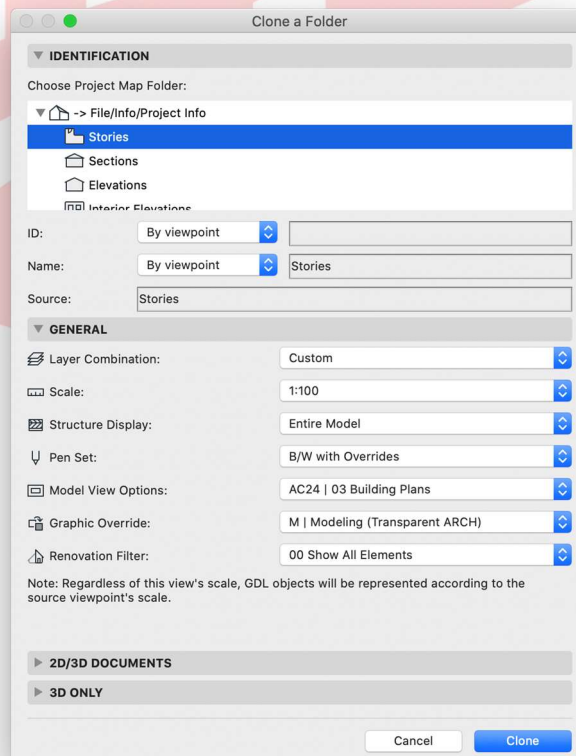 Clone a Folder
IDENTIFICATION
Choose Project Map Folder:
-> File/Info/Project Info
Stories
Sections
Elevations
Interior Elevations
ID: By viewpoint
Name: By viewpoint Stories
Source: Stories
GENERAL
Layer Combination: Custom
Scale: 1:100
Structure Display: Entire Model
Pen Set: B/W with Overrides
Model View Options: AC24 | 03 Building Plans
Graphic Override: M | Modeling (Transparent ARCH)
Renovation Filter: 00 Show All Elements
Note: Regardless of this view's scale, GDL objects will be represented according to the
source viewpoint's scale.
2D/3D DOCUMENTS
3D ONLY
Cancel Clone